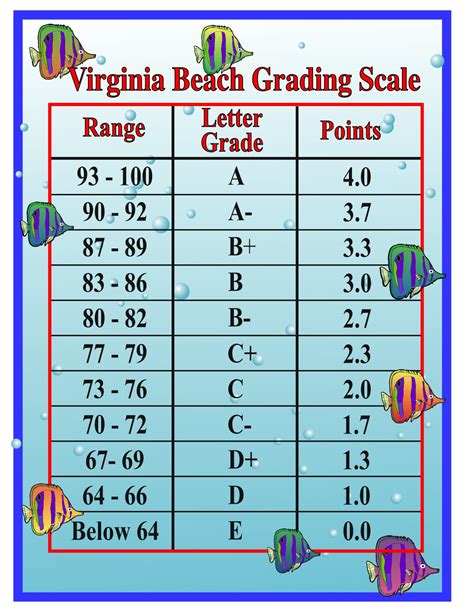 Virginia Beach Grading Scale
Range Letter Grade Points
93 - 100 A 4.0
90 - 92 A- 3.7
87 - 89 B+ 3.3
83 - 86 B 3.0
80 - 82 B- 2.7
77 - 79 C+ 2.3
73 - 76 C 2.0
70 - 72 C- 1.7
67- 69 D+ 1.3
64 - 66 D 1.0
Below 64 E 0.0